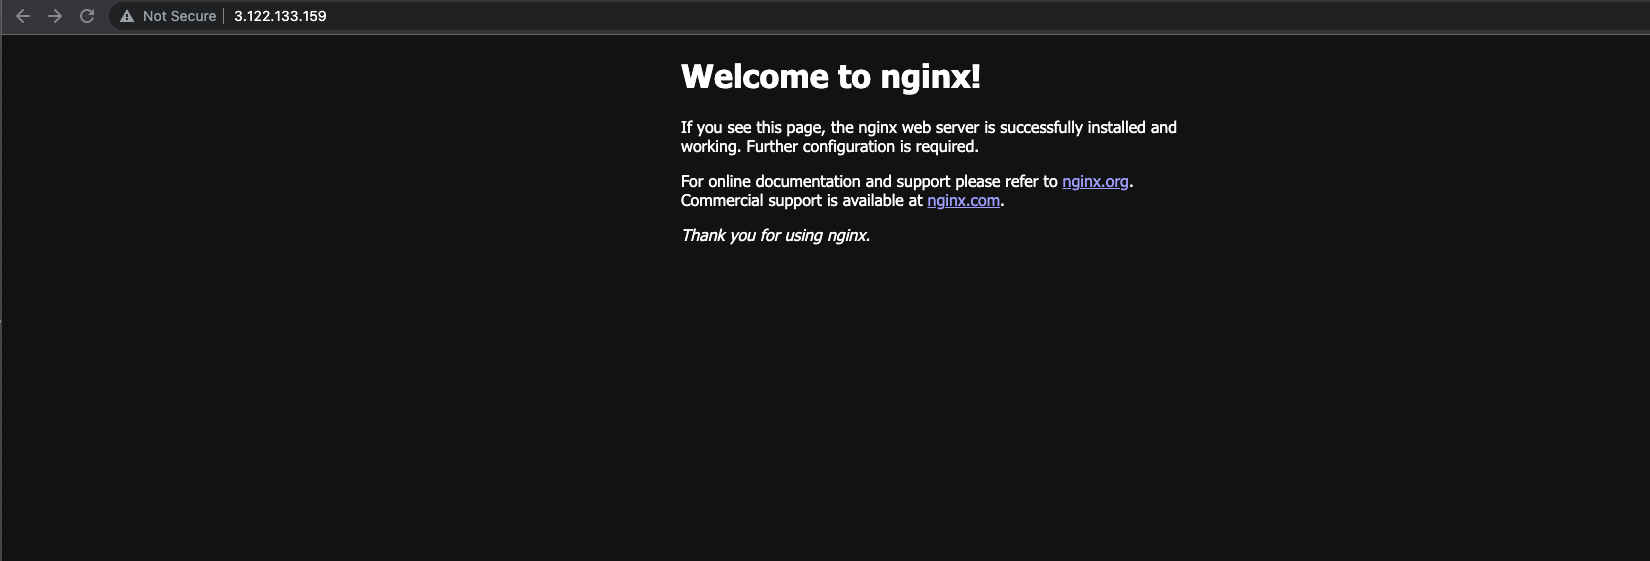 Not Secure | 3.122.133.159
Welcome to nginx!
If you see this page, the nginx web server is successfully installed and
working. Further configuration is required.
For online documentation and support please refer to nginx.org.
Commercial support is available at nginx.com.
Thank you for using nginx.